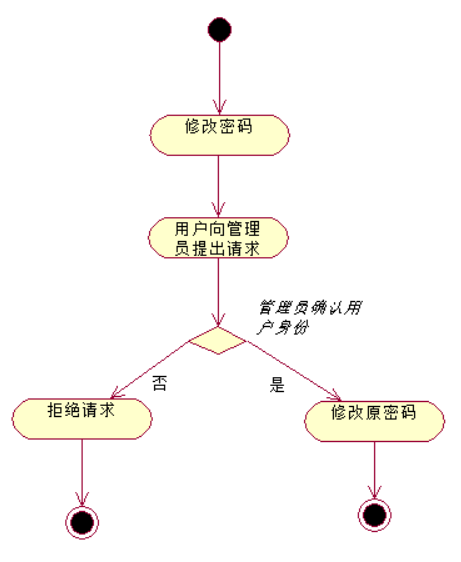 修改密码
用户向管理
员提出请求
管理员确认用
户身份
否
是
拒绝请求
修改原密码